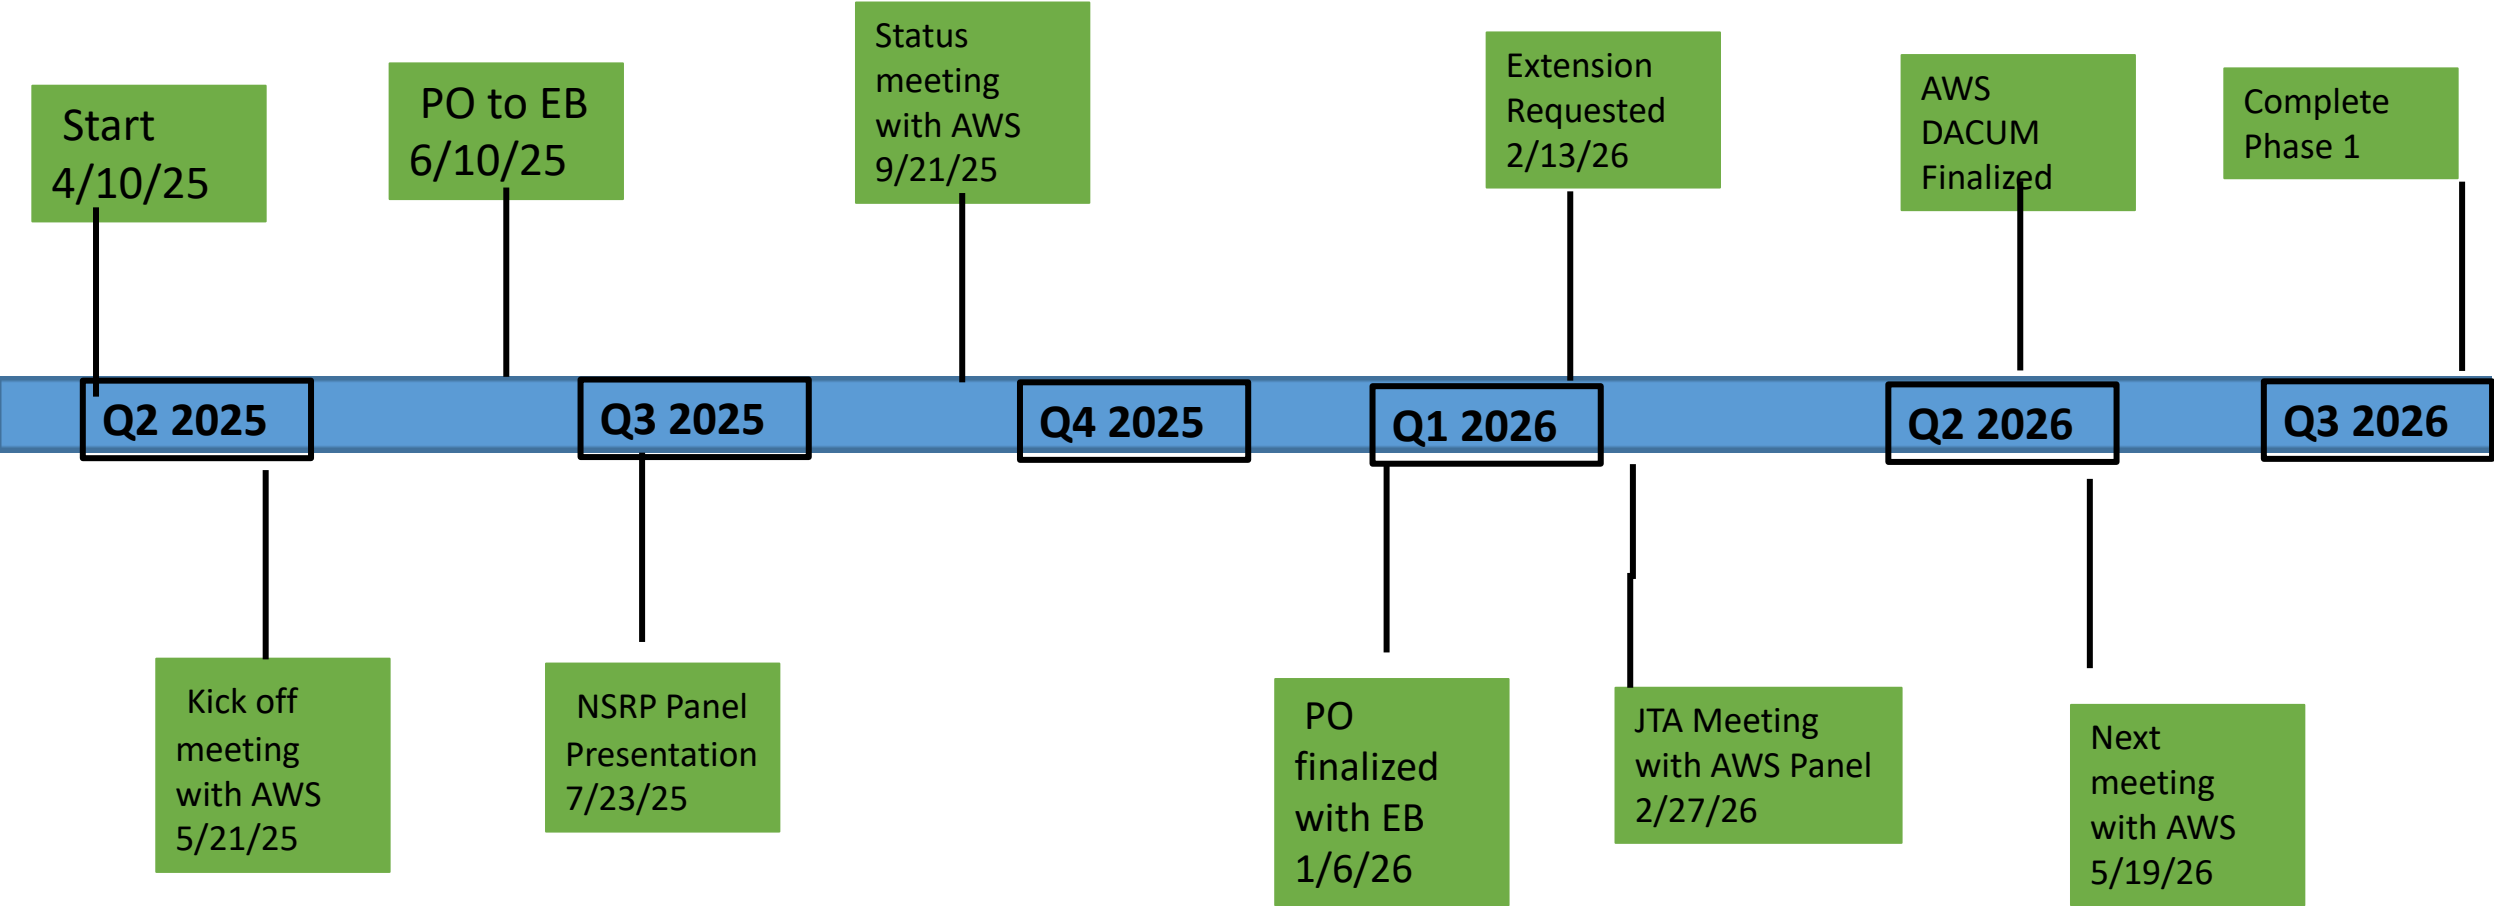 Start
4/10/25
PO to EB
6/10/25
Status
meeting
with AWS
9/21/25
Extension
Requested
2/13/26
AWS
DACUM
Finalized
Complete
Phase 1
Q2 2025
Q3 2025
Q4 2025
Q1 2026
Q2 2026
Q3 2026
Kick off
meeting
with AWS
5/21/25
NSRP Panel
Presentation
7/23/25
PO
finalized
with EB
1/6/26
JTA Meeting
with AWS Panel
2/27/26
Next
meeting
with AWS
5/19/26